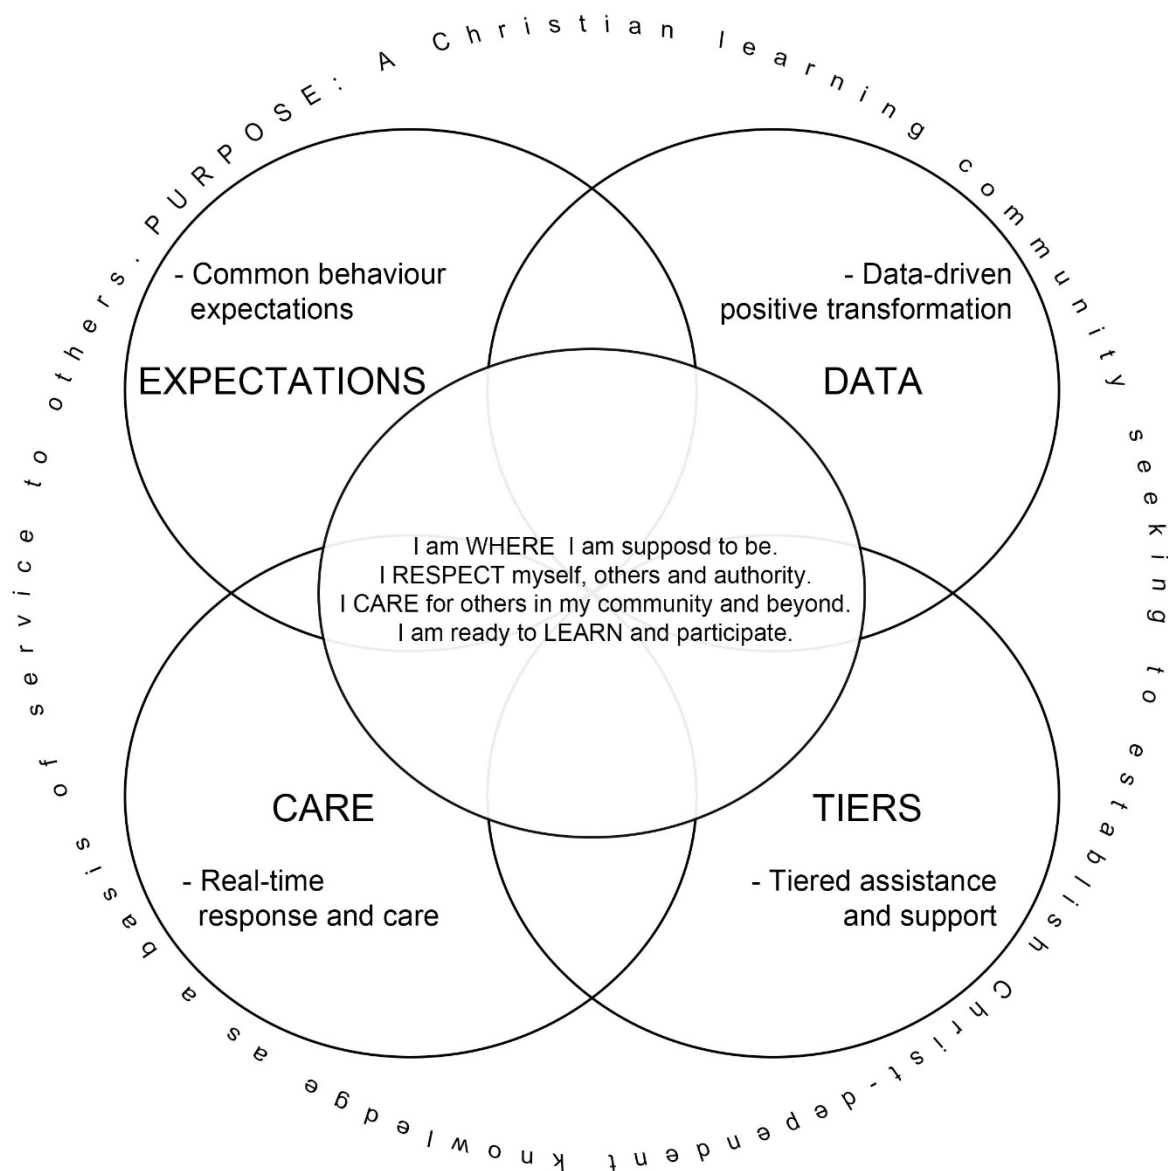 PURPOSE: A Christian learning community seeking to establish Christ-dependent knowledge as a basis of service to others.
- Common behaviour
expectations
EXPECTATIONS
- Data-driven
positive transformation
DATA
I am WHERE  I am supposd to be.
I RESPECT myself, others and authority.
I CARE for others in my community and beyond.
I am ready to LEARN and participate.
CARE
- Real-time
response and care
TIERS
- Tiered assistance
and support